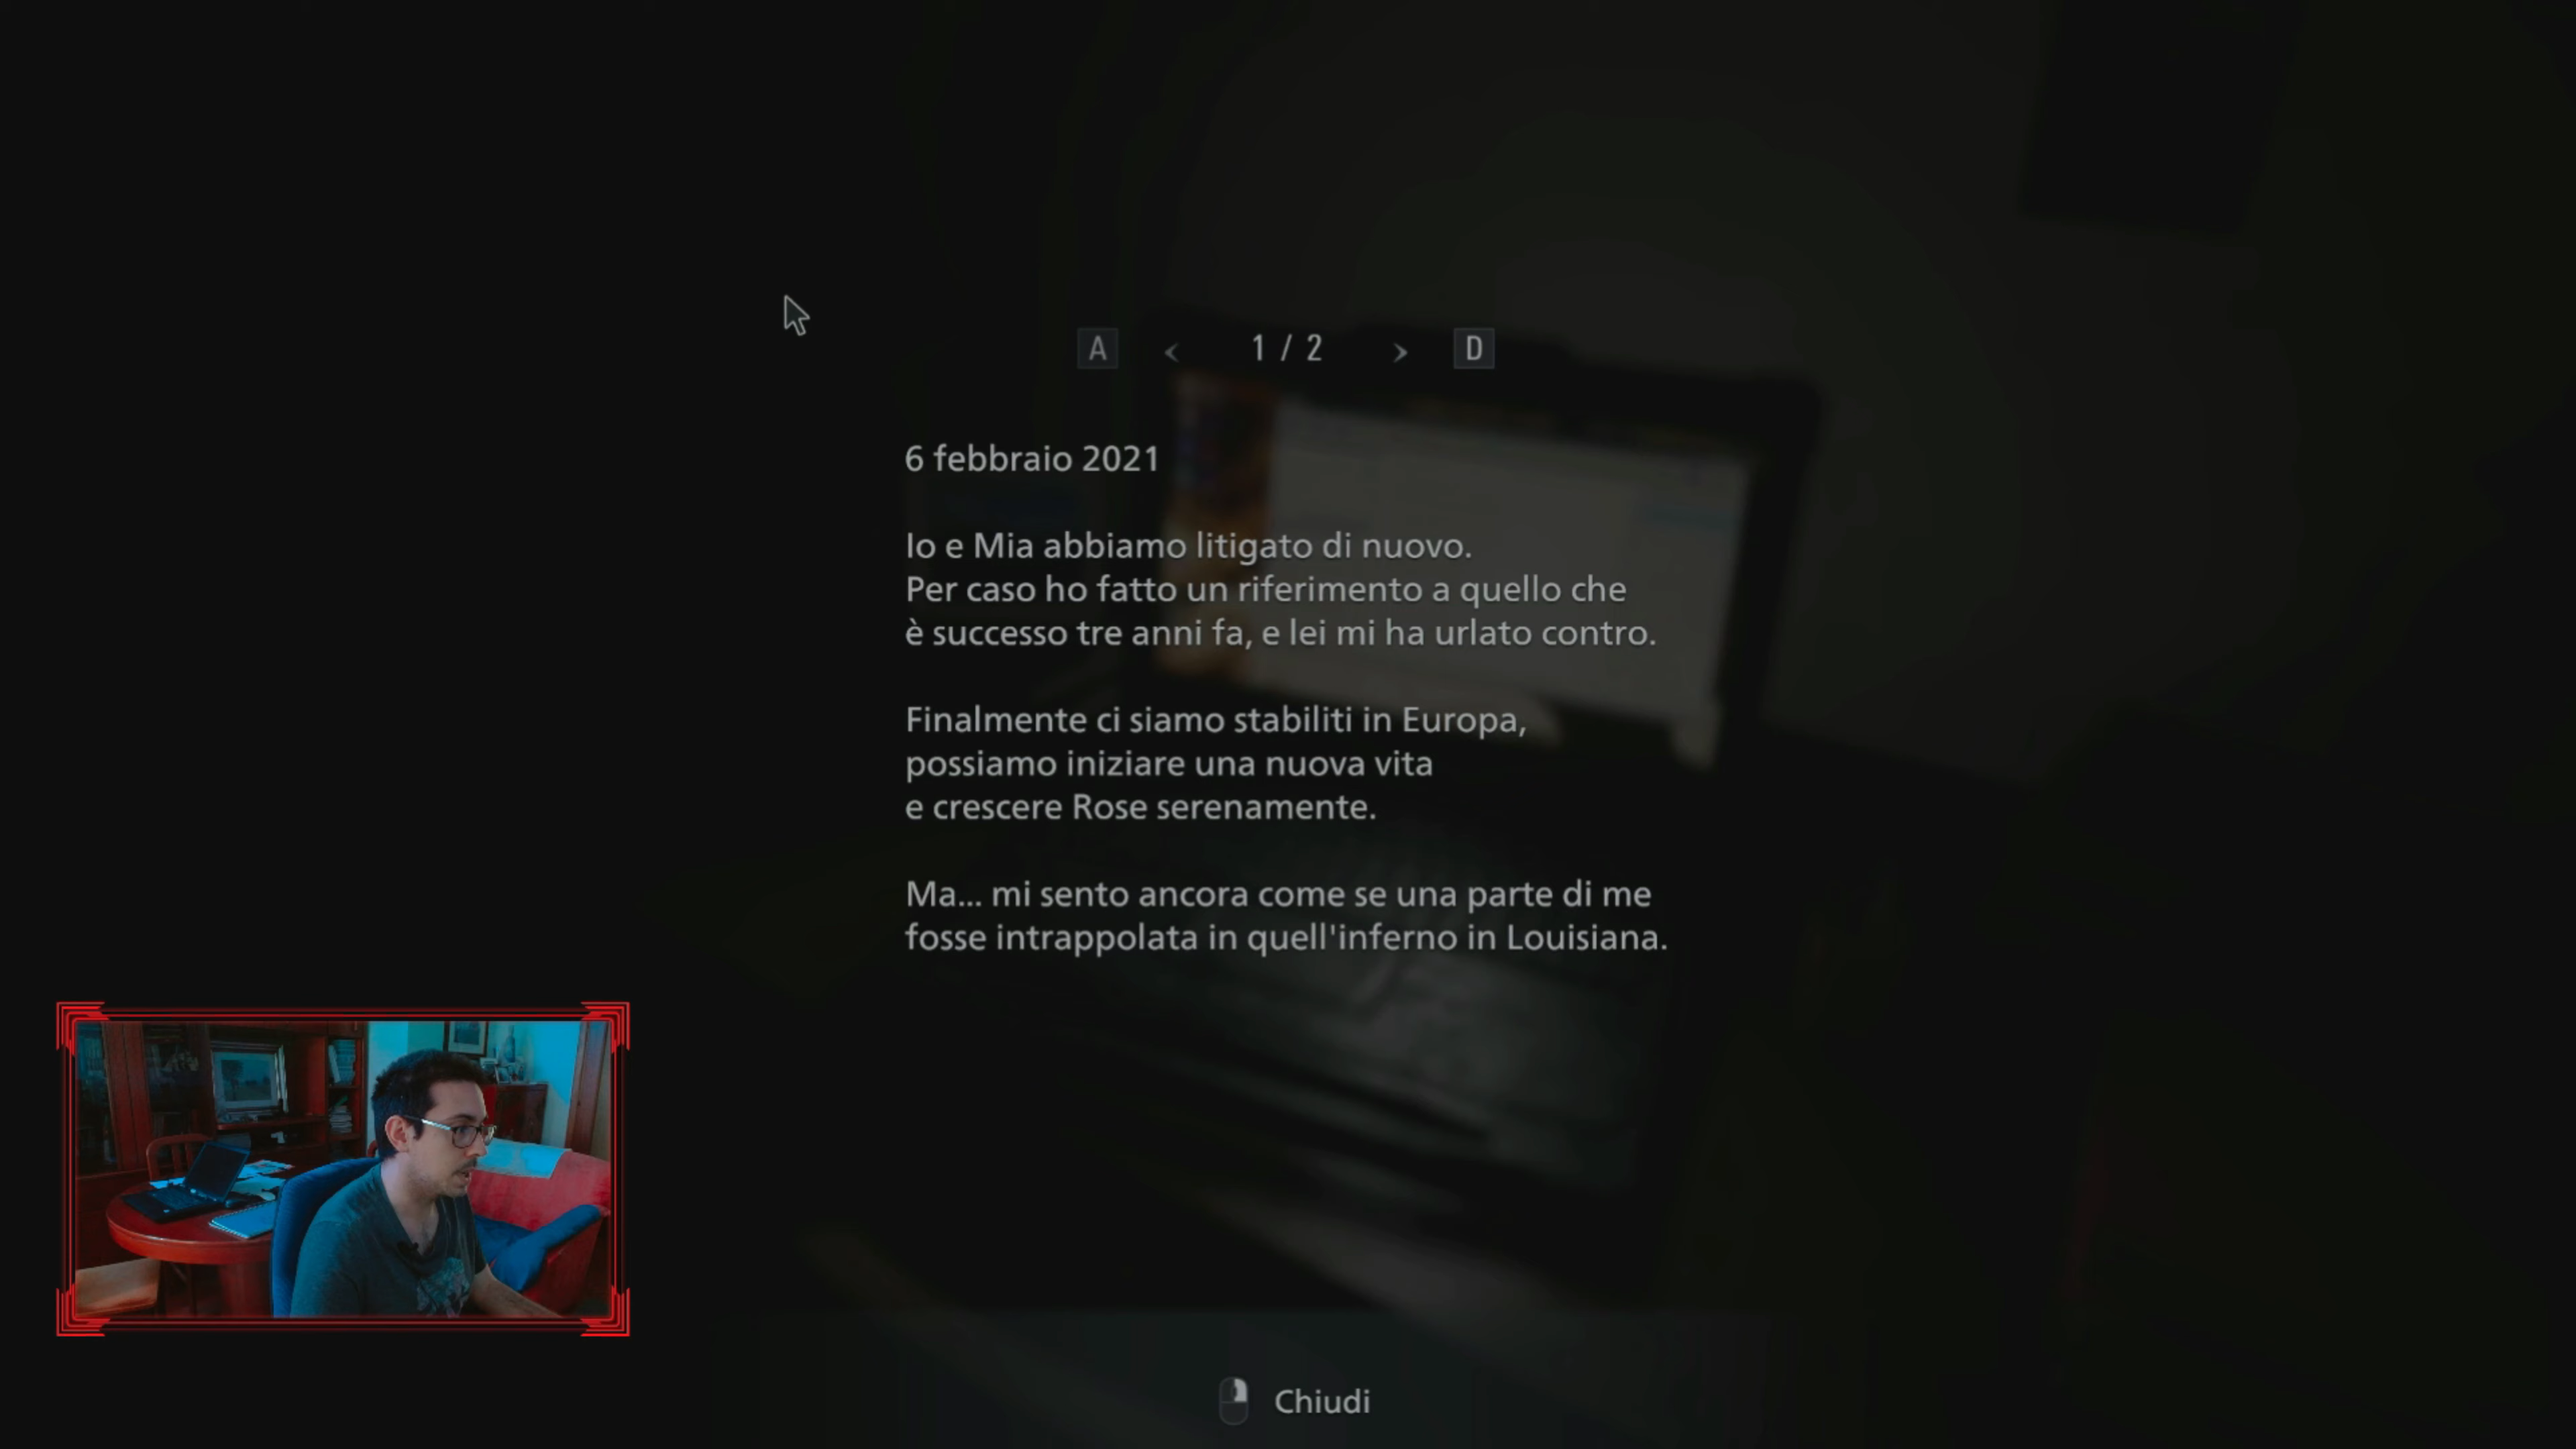 A < 1 / 2 > D
6 febbraio 2021
Io e Mia abbiamo litigato di nuovo.
Per caso ho fatto un riferimento a quello che
è successo tre anni fa, e lei mi ha urlato contro.
Finalmente ci siamo stabiliti in Europa,
possiamo iniziare una nuova vita
e crescere Rose serenamente.
Ma... mi sento ancora come se una parte di me
fosse intrappolata in quell'inferno in Louisiana.
Chiudi